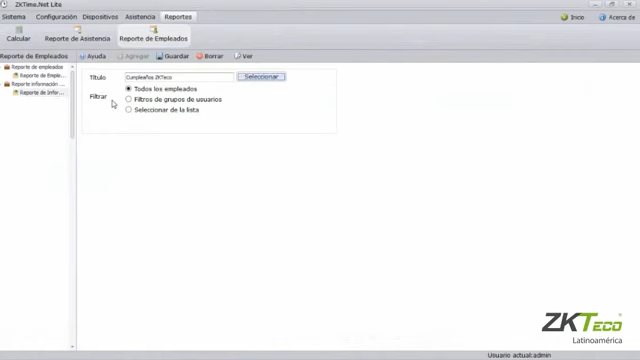 ZKTime.Net Lite
Sistema Configuración Dispositivos Asistencia Reportes
Inicio Acerca de
Calcular Reporte de Asistencia Reporte de Empleados
Reporte de Empleados
Ayuda Agregar Guardar Borrar Ver
Reporte de empleados
Reporte de Emple...
Reporte información ...
Reporte de Infor...
Título CumpleaÑos ZKTeco Seleccionar
Filtrar
Todos los empleados
Filtros de grupos de usuarios
Seleccionar de la lista
ZKTECO
Latinoamérica
Usuario actual:admin